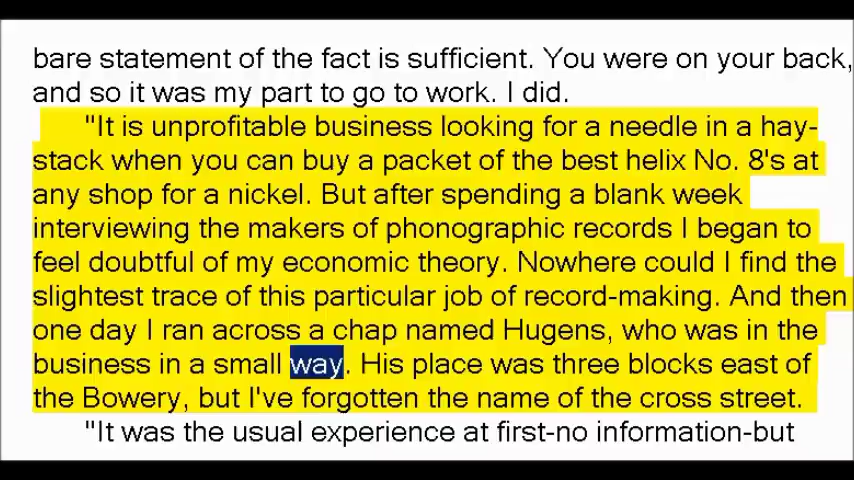 bare statement of the fact is sufficient. You were on your back,
and so it was my part to go to work. I did.
"It is unprofitable business looking for a needle in a hay-
stack when you can buy a packet of the best helix No. 8's at
any shop for a nickel. But after spending a blank week
interviewing the makers of phonographic records I began to
feel doubtful of my economic theory. Nowhere could I find the
slightest trace of this particular job of record-making. And then
one day I ran across a chap named Hugens, who was in the
business in a small way. His place was three blocks east of
the Bowery, but I've forgotten the name of the cross street.
"It was the usual experience at first-no information-but